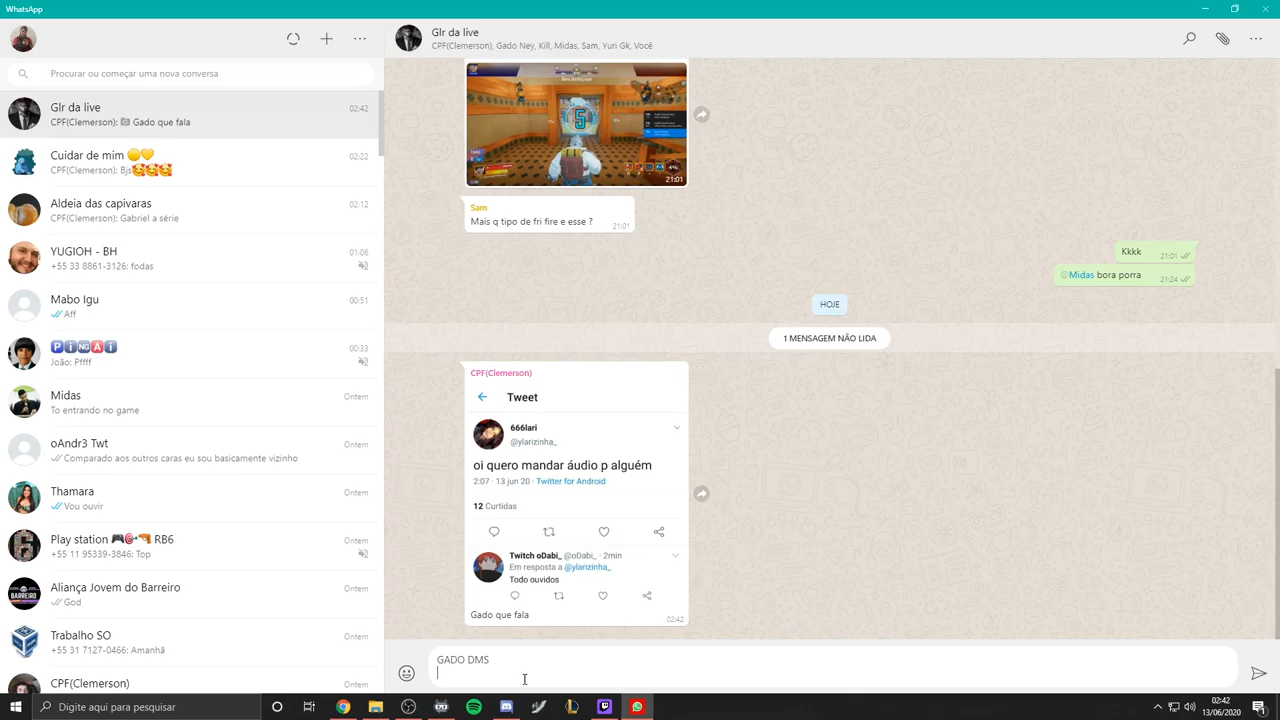 WhatsApp
Procurar ou começar uma nova conversa
Glr da live
02:42
CPF(Clemerson): Gado que fala
Cuidar de mim
02:22
CPF(Clemerson): Bjs
Aldeia das capivaras
02:12
CPF(Clemerson): Gabriel a série
YUGIOH - BH
01:06
+55 33 8861-3126: fodas
Mabo Igu
00:51
Aff
PiNAi
00:33
João: Pffff
Midas
Ontem
To entrando no game
oAndr3 Twt
Ontem
Comparado aos outros caras eu sou basicamente vizinho
Thamara
Ontem
Vou ouvir
Play station RB6
Ontem
+55 11 95339-3846: Top
Aliança Jovem do Barreiro
Ontem
God
Trabalho SO
Ontem
+55 31 7127-0466: Amanhã
CPF(Clemerson)
Ontem
Glr da live
CPF(Clemerson), Gado Ney, Kill, Midas, Sam, Yuri Gk, Você
5
21:01
Sam
Mais q tipo de fri fire e esse ?
21:01
Kkkk
21:01
@Midas bora porra
21:24
HOJE
1 MENSAGEM NÃO LIDA
CPF(Clemerson)
Tweet
666lari
@ylarizinha_
oi quero mandar áudio p alguém
2:07 · 13 jun 20 · Twitter for Android
12 Curtidas
Twitch oDabi_ @oDabi_ · 2min
Em resposta a @ylarizinha_
Todo ouvidos
Gado que fala
02:42
GADO DMS
Digite aqui para pesquisar
02:42
13/06/2020